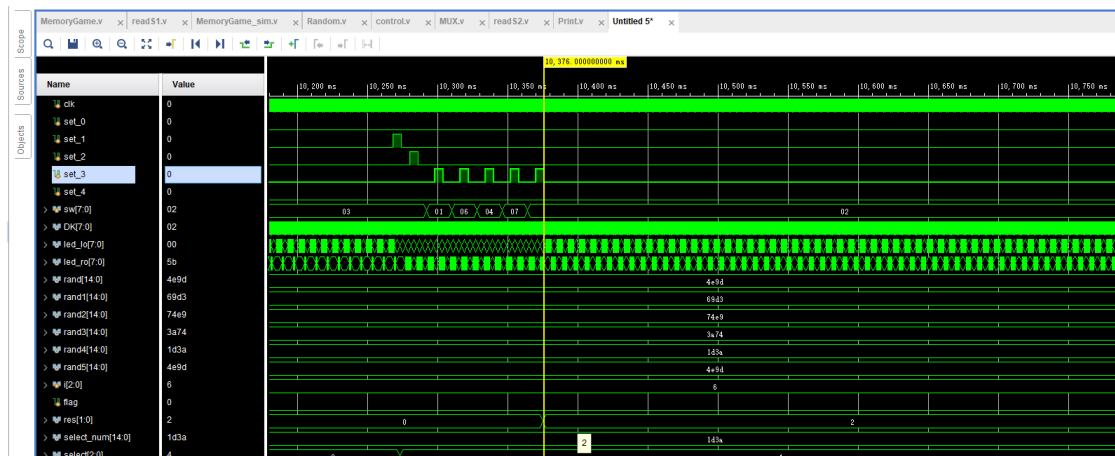 MemoryGame.v × readS1.v × MemoryGame_sim.v × Random.v × control.v × MUX.v × readS2.v × Print.v × Untitled 5* ×
Scope
Sources
Objects
10,376.000000000 ms
Name Value
10,200 ms 10,250 ms 10,300 ms 10,350 ms 10,400 ms 10,450 ms 10,500 ms 10,550 ms 10,600 ms 10,650 ms 10,700 ms 10,750 ms
clk 0
set_0 0
set_1 0
set_2 0
set_3 0
set_4 0
sw[7:0] 02 03 01 06 04 07 02
DK[7:0] 02
led_lo[7:0] 00
led_ro[7:0] 5b
rand[14:0] 4e9d 4e9d
rand1[14:0] 69d3 69d3
rand2[14:0] 74e9 74e9
rand3[14:0] 3a74 3a74
rand4[14:0] 1d3a 1d3a
rand5[14:0] 4e9d 4e9d
i[2:0] 6 6
flag 0
res[1:0] 2 0 2
select_num[14:0] 1d3a 2 1d3a
select[2:0] 4